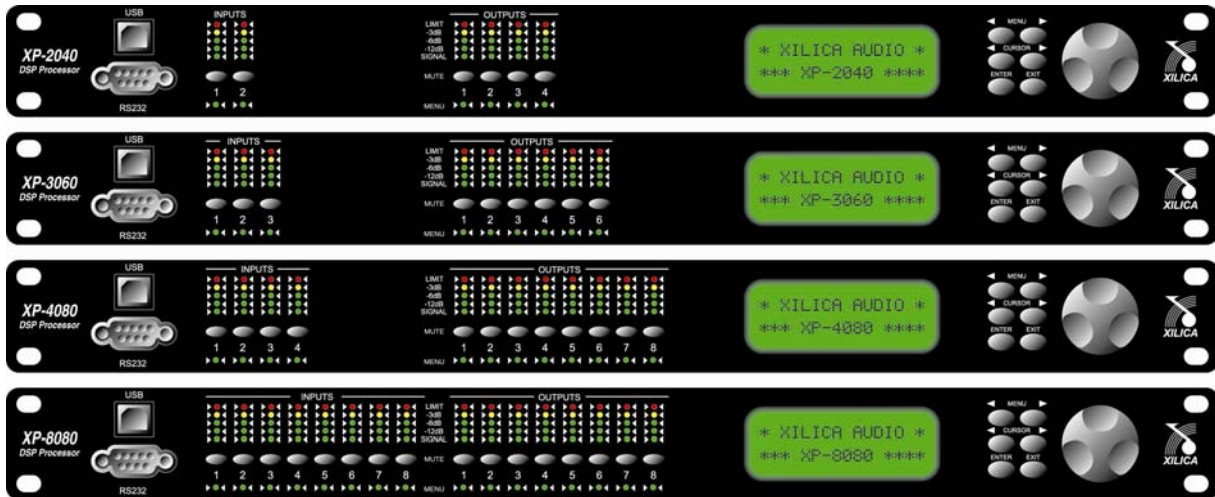 USB
INPUTS
OUTPUTS
XP-2040
DSP Processor
LIMIT
-3dB
-6dB
-12dB
SIGNAL
MUTE
1 2
1 2 3 4
MENU
RS232
* XILICA AUDIO *
*** XP-2040 ****
MENU
CURSOR
ENTER EXIT
XILICA
USB
INPUTS
OUTPUTS
XP-3060
DSP Processor
LIMIT
-3dB
-6dB
-12dB
SIGNAL
MUTE
1 2 3
1 2 3 4 5 6
MENU
RS232
* XILICA AUDIO *
*** XP-3060 ****
MENU
CURSOR
ENTER EXIT
XILICA
USB
INPUTS
OUTPUTS
XP-4080
DSP Processor
LIMIT
-3dB
-6dB
-12dB
SIGNAL
MUTE
1 2 3 4
1 2 3 4 5 6 7 8
MENU
RS232
* XILICA AUDIO *
*** XP-4080 ****
MENU
CURSOR
ENTER EXIT
XILICA
USB
INPUTS
OUTPUTS
XP-8080
DSP Processor
LIMIT
-3dB
-6dB
-12dB
SIGNAL
MUTE
1 2 3 4 5 6 7 8
1 2 3 4 5 6 7 8
MENU
RS232
* XILICA AUDIO *
*** XP-8080 ****
MENU
CURSOR
ENTER EXIT
XILICA